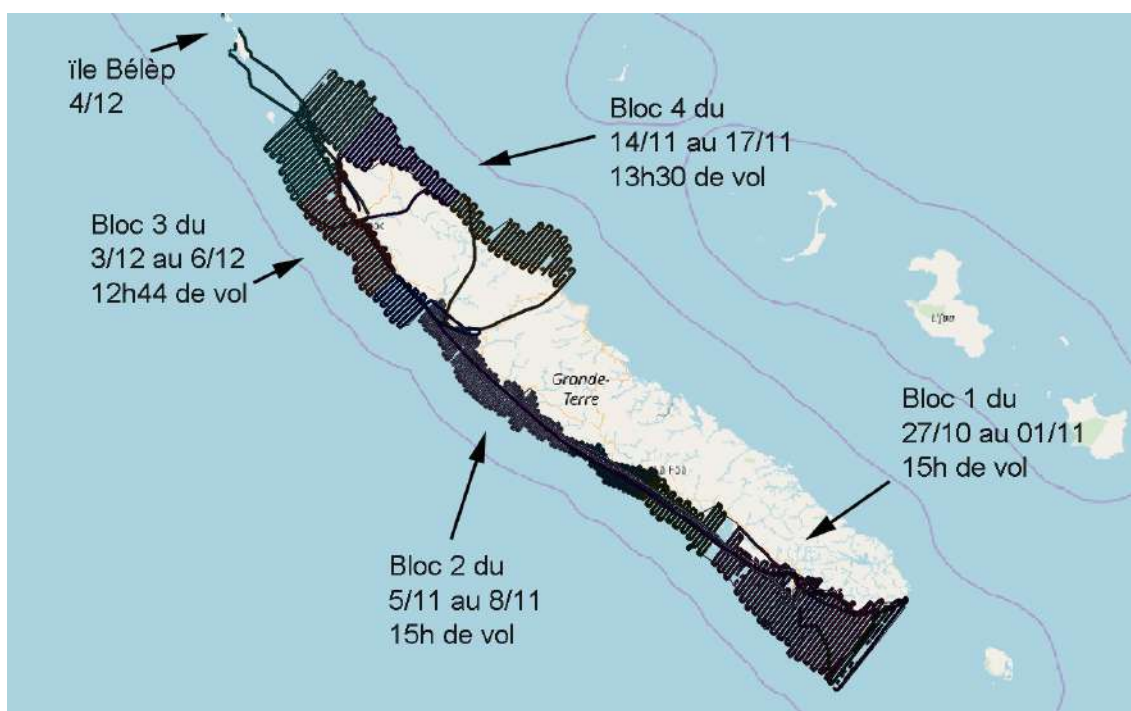 ïle Bélèp
4/12
Bloc 4 du
14/11 au 17/11
13h30 de vol
Bloc 3 du
3/12 au 6/12
12h44 de vol
Grande-
Terre
Bloc 1 du
27/10 au 01/11
15h de vol
Bloc 2 du
5/11 au 8/11
15h de vol